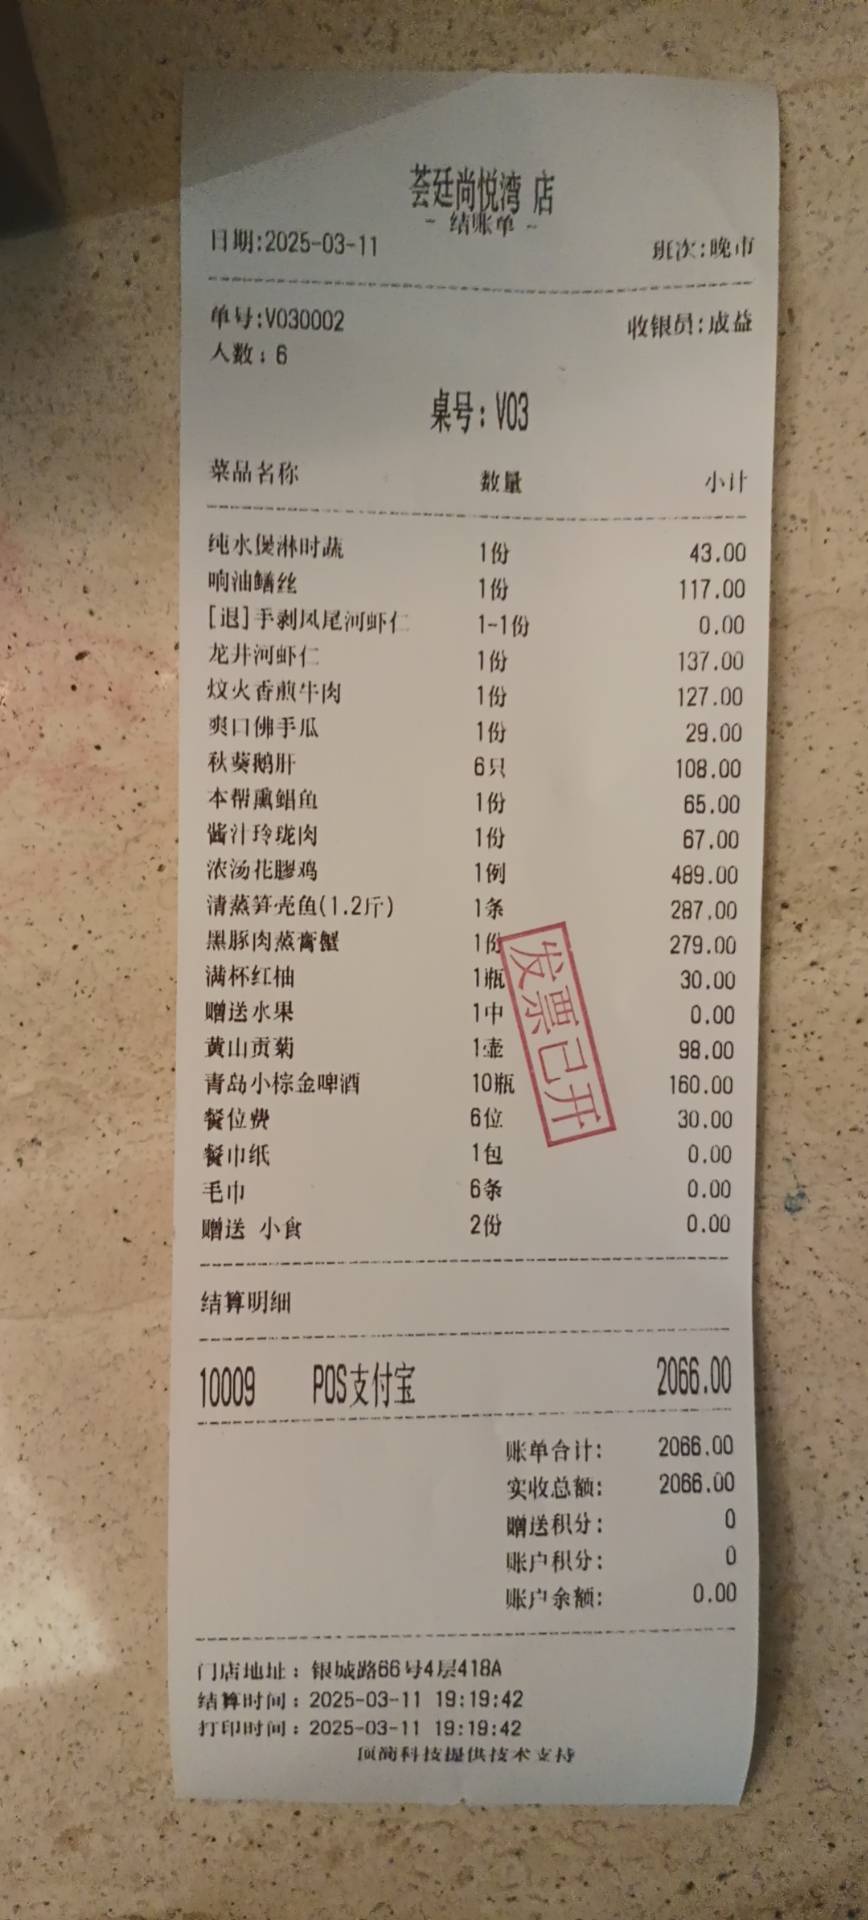 荟廷尚悦湾 店
- 结账单 -
日期:2025-03-11 班次:晚市
单号:V030002 收银员:成益
人数: 6
桌号: V03
菜品名称 数量 小计
纯水煲淋时蔬 1份 43.00
响油鳝丝 1份 117.00
[退]手剥凤尾河虾仁 1-1份 0.00
龙井河虾仁 1份 137.00
炆火香煎牛肉 1份 127.00
爽口佛手瓜 1份 29.00
秋葵鹅肝 6只 108.00
本帮熏鲳鱼 1份 65.00
酱汁玲珑肉 1份 67.00
浓汤花膠鸡 1例 489.00
清蒸笋壳鱼(1.2斤) 1条 287.00
黑豚肉蒸膏蟹 1份 279.00
满杯红柚 1瓶 30.00
赠送水果 1中 0.00
黄山贡菊 1壶 98.00
青岛小棕金啤酒 10瓶 160.00
餐位费 6位 30.00
餐巾纸 1包 0.00
毛巾 6条 0.00
赠送 小食 2份 0.00
发票已开
结算明细
10009 POS支付宝 2066.00
账单合计: 2066.00
实收总额: 2066.00
赠送积分: 0
账户积分: 0
账户余额: 0.00
门店地址: 银城路66号4层418A
结算时间: 2025-03-11 19:19:42
打印时间: 2025-03-11 19:19:42
顶商科技提供技术支持